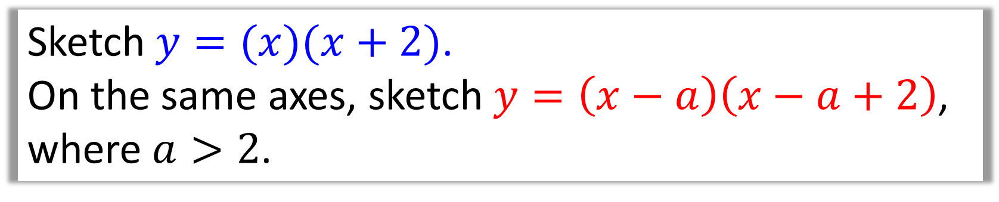 Sketch y = (x)(x + 2).
On the same axes, sketch y = (x − a)(x − a + 2),
where a > 2.